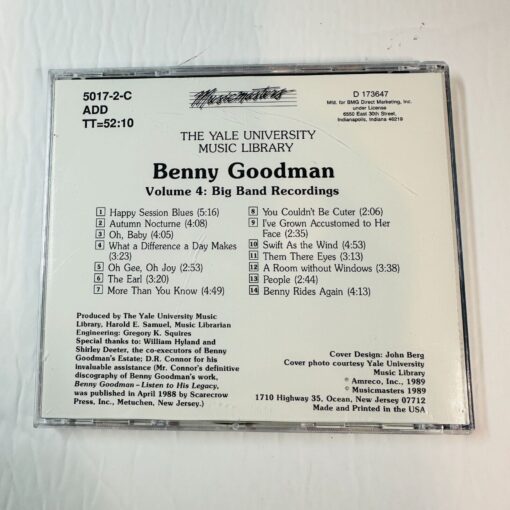 5017-2-C
ADD
TT=52:10
Musicmasters
D 173647
Mfd. for BMG Direct Marketing, Inc.
under License
6550 East 30th Street,
Indianapolis, Indiana 46219
THE YALE UNIVERSITY
MUSIC LIBRARY
Benny Goodman
Volume 4: Big Band Recordings
1 Happy Session Blues (5:16)
2 Autumn Nocturne (4:08)
3 Oh, Baby (4:05)
4 What a Difference a Day Makes
(3:23)
5 Oh Gee, Oh Joy (2:53)
6 The Earl (3:20)
7 More Than You Know (4:49)
8 You Couldn't Be Cuter (2:06)
9 I've Grown Accustomed to Her
Face (2:35)
10 Swift As the Wind (4:53)
11 Them There Eyes (3:13)
12 A Room without Windows (3:38)
13 People (2:44)
14 Benny Rides Again (4:13)
Produced by The Yale University Music
Library, Harold E. Samuel, Music Librarian
Engineering: Gregory K. Squires
Special thanks to: William Hyland and
Shirley Deeter, the co-executors of Benny
Goodman's Estate; D.R. Connor for his
invaluable assistance (Mr. Connor's definitive
discography of Benny Goodman's work,
Benny Goodman–Listen to His Legacy,
was published in April 1988 by Scarecrow
Press, Inc., Metuchen, New Jersey.)
Cover Design: John Berg
Cover photo courtesy Yale University
Music Library
℗ Amreco, Inc., 1989
© Musicmasters 1989
1710 Highway 35, Ocean, New Jersey 07712
Made and Printed in the USA